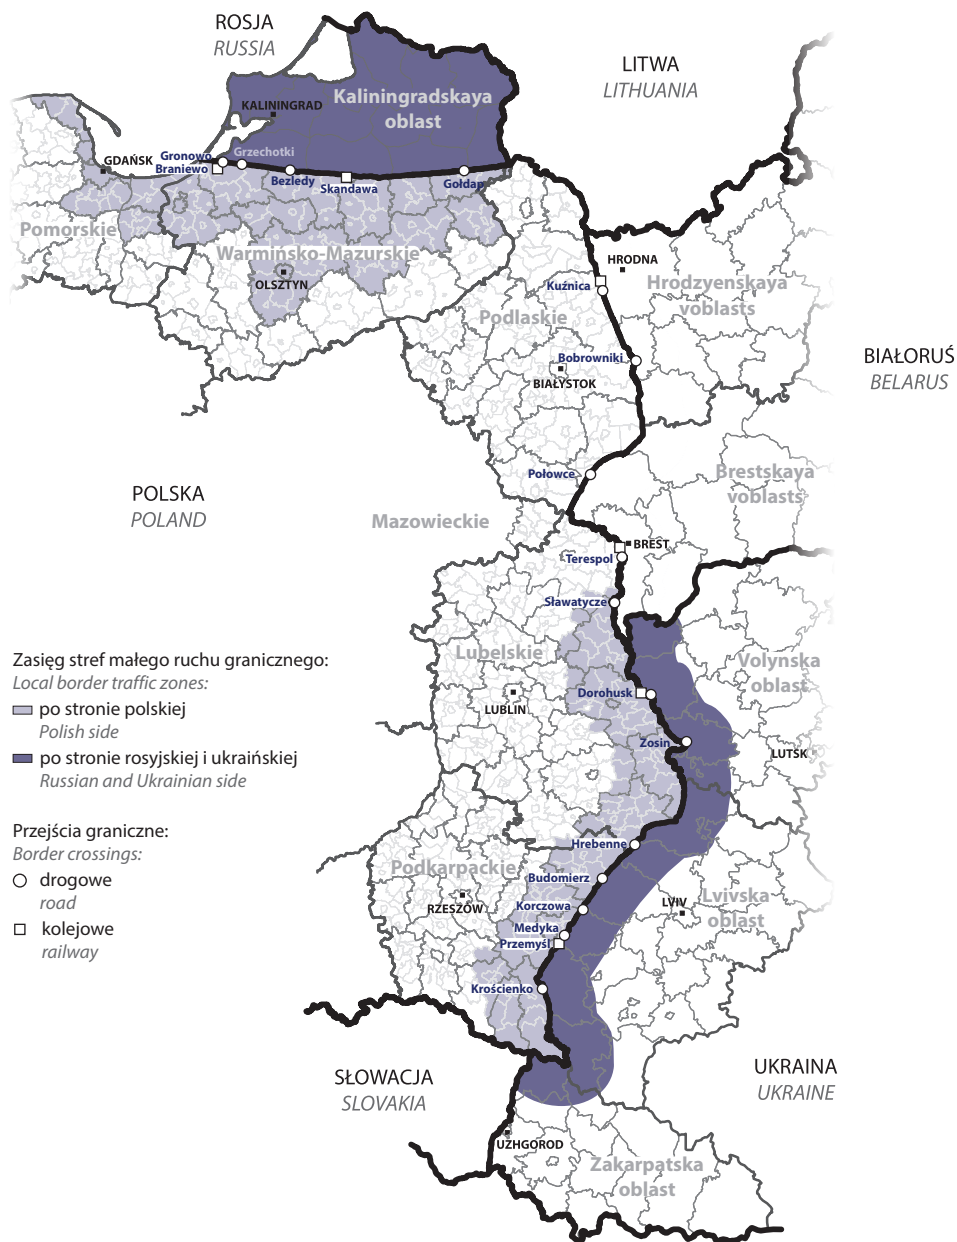 ROSJA
RUSSIA
LITWA
LITHUANIA
Kaliningradskaya
oblast
KALININGRAD
GDAŃSK
Gronowo
Braniewo
Grzechotki
Bezledy
Skandawa
Gołdap
Pomorskie
Warmińsko-Mazurskie
OLSZTYN
HRODNA
Kuźnica
Hrodzyenskaya
voblasts
Podlaskie
Bobrowniki
BIAŁYSTOK
BIAŁORUŚ
BELARUS
Połowce
Brestskaya
voblasts
POLSKA
POLAND
Mazowieckie
BREST
Terespol
Sławatycze
Lubelskie
Volynska
oblast
Dorohusk
LUBLIN
Zosin
LUTSK
Zasięg stref małego ruchu granicznego:
Local border traffic zones:
po stronie polskiej
Polish side
po stronie rosyjskiej i ukraińskiej
Russian and Ukrainian side
Przejścia graniczne:
Border crossings:
drogowe
road
kolejowe
railway
Hrebenne
Podkarpackie
Budomierz
RZESZÓW
Korczowa
LVIV
Lvivska
oblast
Medyka
Przemyśl
Krościenko
SŁOWACJA
SLOVAKIA
UKRAINA
UKRAINE
UZHGOROD
Zakarpatska
oblast